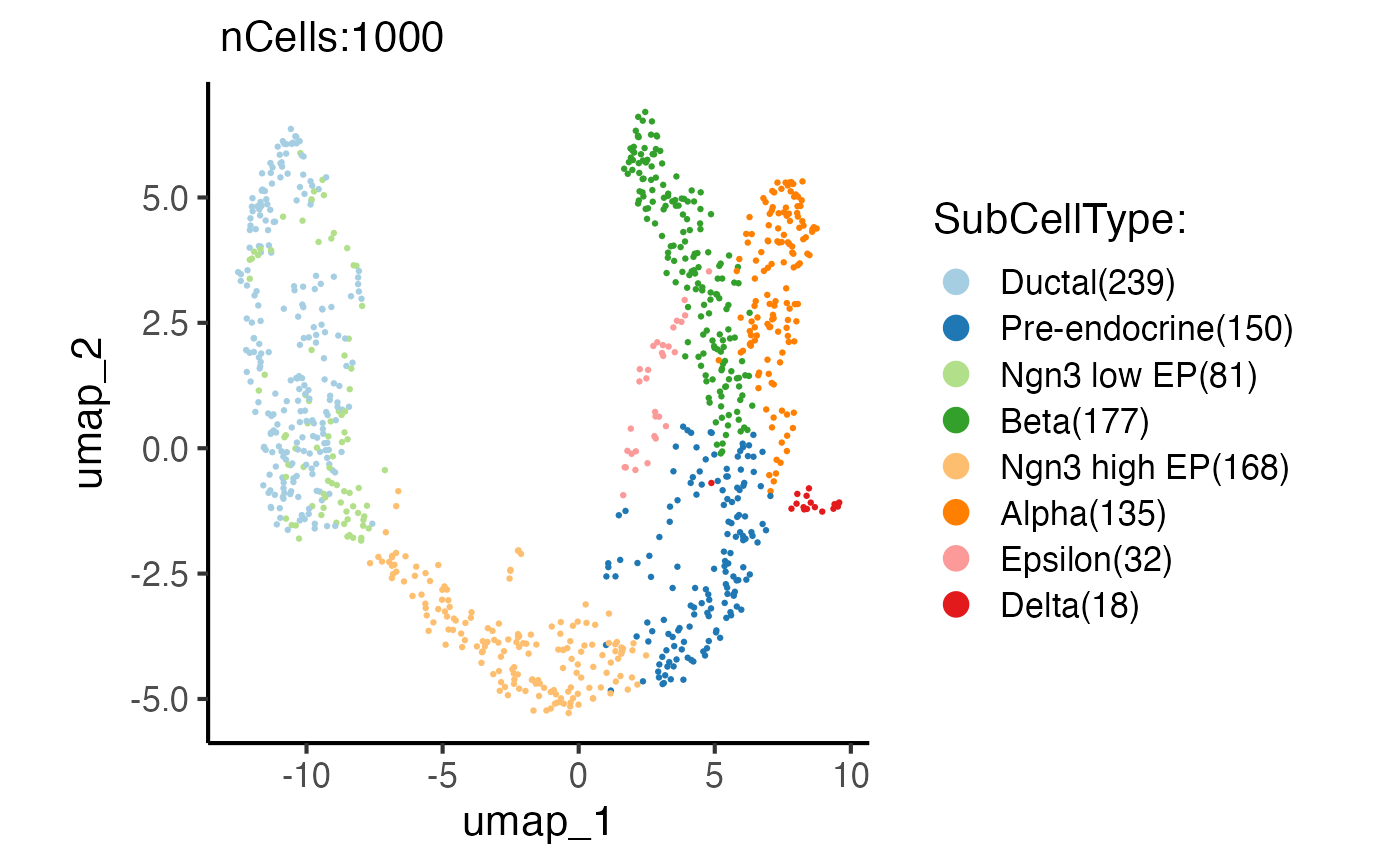 nCells:1000
5.0
2.5
0.0
-2.5
-5.0
umap_2
-10
-5
0
5
10
umap_1
SubCellType:
Ductal(239)
Pre-endocrine(150)
Ngn3 low EP(81)
Beta(177)
Ngn3 high EP(168)
Alpha(135)
Epsilon(32)
Delta(18)